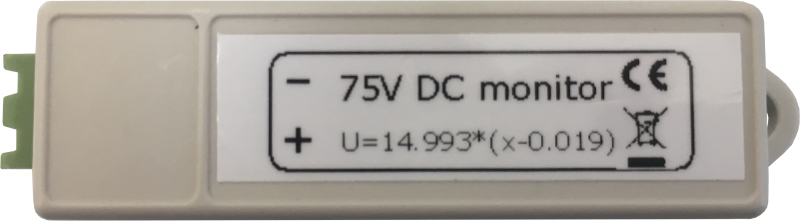 − 75V DC monitor CE
+ U=14.993*(x-0.019)